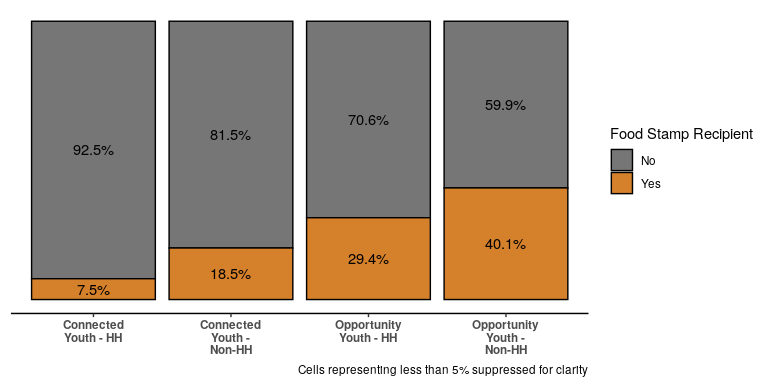 92.5%
81.5%
70.6%
59.9%
7.5%
18.5%
29.4%
40.1%
Food Stamp Recipient
No
Yes
Connected
Youth - HH
Connected
Youth -
Non-HH
Opportunity
Youth - HH
Opportunity
Youth -
Non-HH
Cells representing less than 5% suppressed for clarity